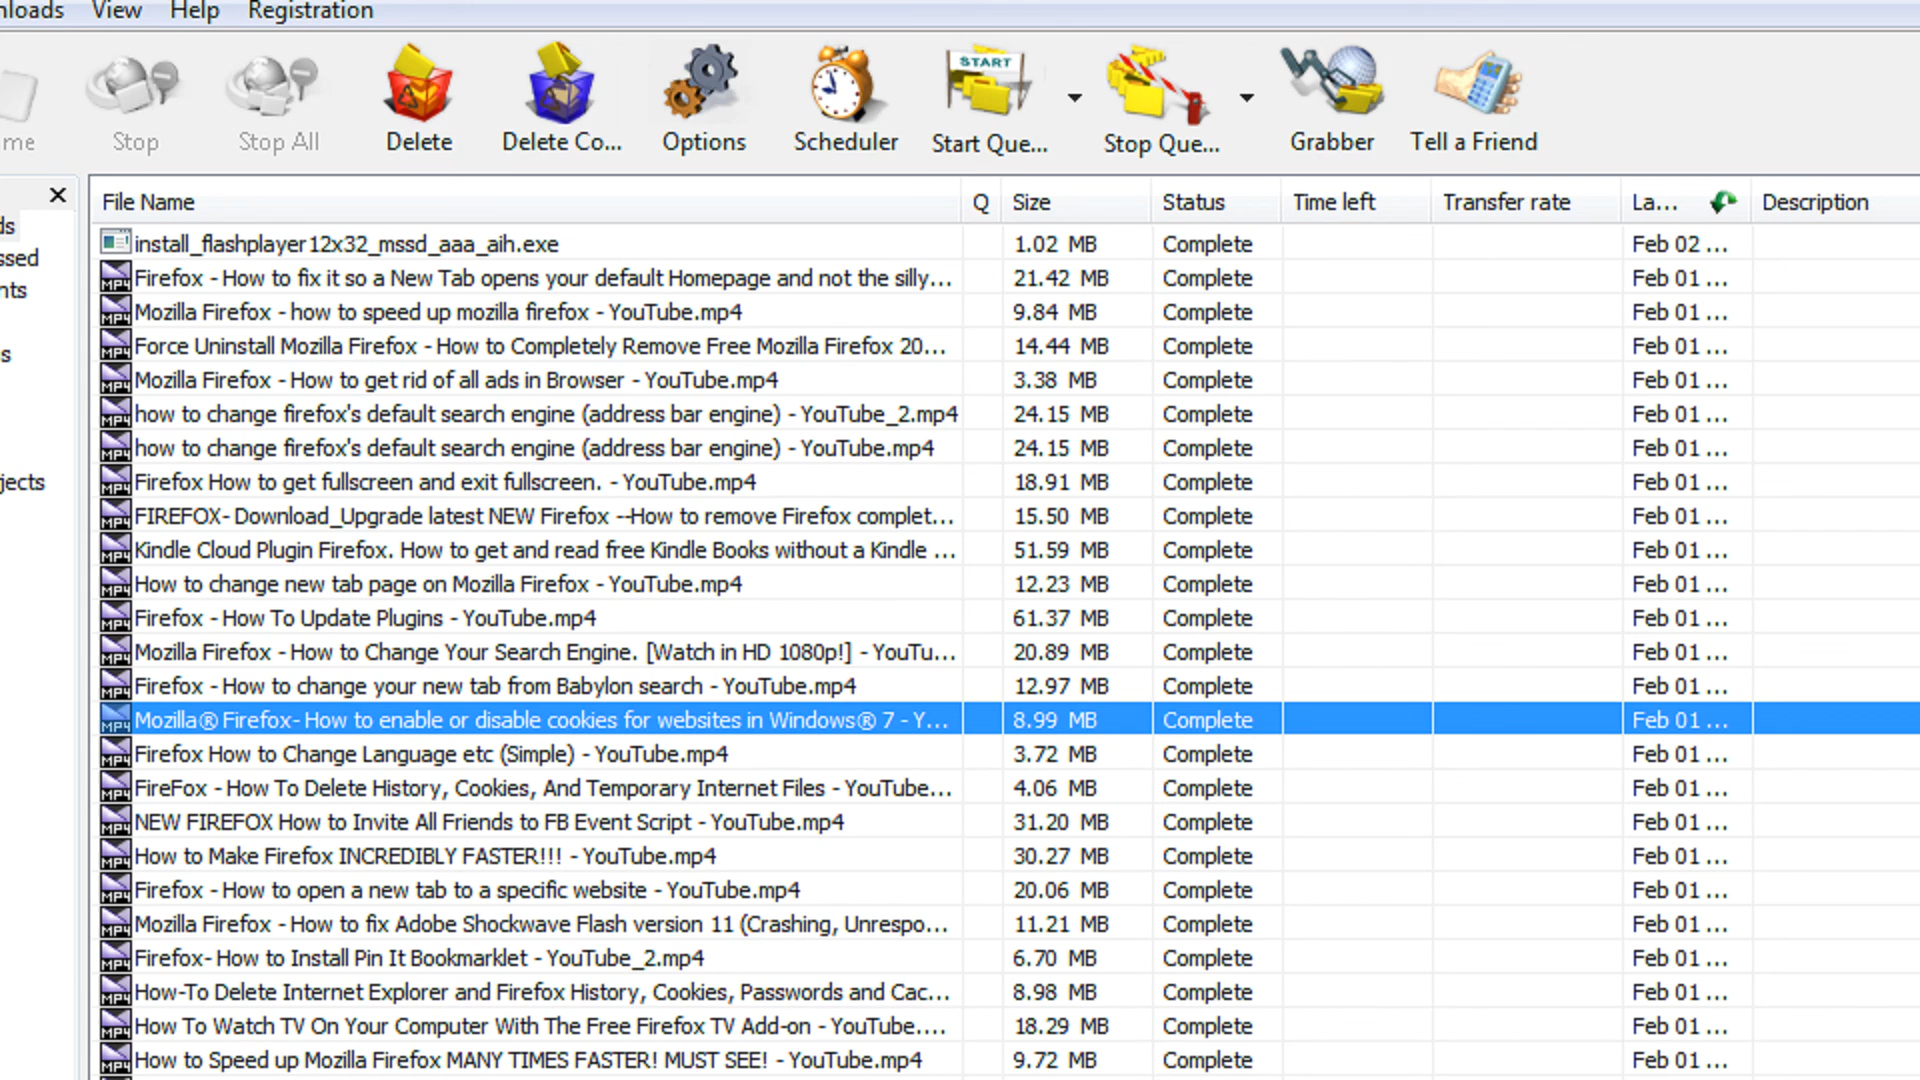 nloads View Help Registration
me Stop Stop All Delete Delete Co... Options Scheduler START Start Que... Stop Que... Grabber Tell a Friend
File Name Q Size Status Time left Transfer rate La... Description
ds
install_flashplayer12x32_mssd_aaa_aih.exe 1.02 MB Complete Feb 02 ...
ssed
Firefox - How to fix it so a New Tab opens your default Homepage and not the silly... 21.42 MB Complete Feb 01 ...
nts
Mozilla Firefox - how to speed up mozilla firefox - YouTube.mp4 9.84 MB Complete Feb 01 ...
s
Force Uninstall Mozilla Firefox - How to Completely Remove Free Mozilla Firefox 20... 14.44 MB Complete Feb 01 ...
Mozilla Firefox - How to get rid of all ads in Browser - YouTube.mp4 3.38 MB Complete Feb 01 ...
how to change firefox's default search engine (address bar engine) - YouTube_2.mp4 24.15 MB Complete Feb 01 ...
how to change firefox's default search engine (address bar engine) - YouTube.mp4 24.15 MB Complete Feb 01 ...
jects
Firefox How to get fullscreen and exit fullscreen. - YouTube.mp4 18.91 MB Complete Feb 01 ...
FIREFOX- Download_Upgrade latest NEW Firefox --How to remove Firefox complet... 15.50 MB Complete Feb 01 ...
Kindle Cloud Plugin Firefox. How to get and read free Kindle Books without a Kindle ... 51.59 MB Complete Feb 01 ...
How to change new tab page on Mozilla Firefox - YouTube.mp4 12.23 MB Complete Feb 01 ...
Firefox - How To Update Plugins - YouTube.mp4 61.37 MB Complete Feb 01 ...
Mozilla Firefox - How to Change Your Search Engine. [Watch in HD 1080p!] - YouTu... 20.89 MB Complete Feb 01 ...
Firefox - How to change your new tab from Babylon search - YouTube.mp4 12.97 MB Complete Feb 01 ...
Mozilla® Firefox- How to enable or disable cookies for websites in Windows® 7 - Y... 8.99 MB Complete Feb 01 ...
Firefox How to Change Language etc (Simple) - YouTube.mp4 3.72 MB Complete Feb 01 ...
FireFox - How To Delete History, Cookies, And Temporary Internet Files - YouTube... 4.06 MB Complete Feb 01 ...
NEW FIREFOX How to Invite All Friends to FB Event Script - YouTube.mp4 31.20 MB Complete Feb 01 ...
How to Make Firefox INCREDIBLY FASTER!!! - YouTube.mp4 30.27 MB Complete Feb 01 ...
Firefox - How to open a new tab to a specific website - YouTube.mp4 20.06 MB Complete Feb 01 ...
Mozilla Firefox - How to fix Adobe Shockwave Flash version 11 (Crashing, Unrespo... 11.21 MB Complete Feb 01 ...
Firefox- How to Install Pin It Bookmarklet - YouTube_2.mp4 6.70 MB Complete Feb 01 ...
How-To Delete Internet Explorer and Firefox History, Cookies, Passwords and Cac... 8.98 MB Complete Feb 01 ...
How To Watch TV On Your Computer With The Free Firefox TV Add-on - YouTube.... 18.29 MB Complete Feb 01 ...
How to Speed up Mozilla Firefox MANY TIMES FASTER! MUST SEE! - YouTube.mp4 9.72 MB Complete Feb 01 ...